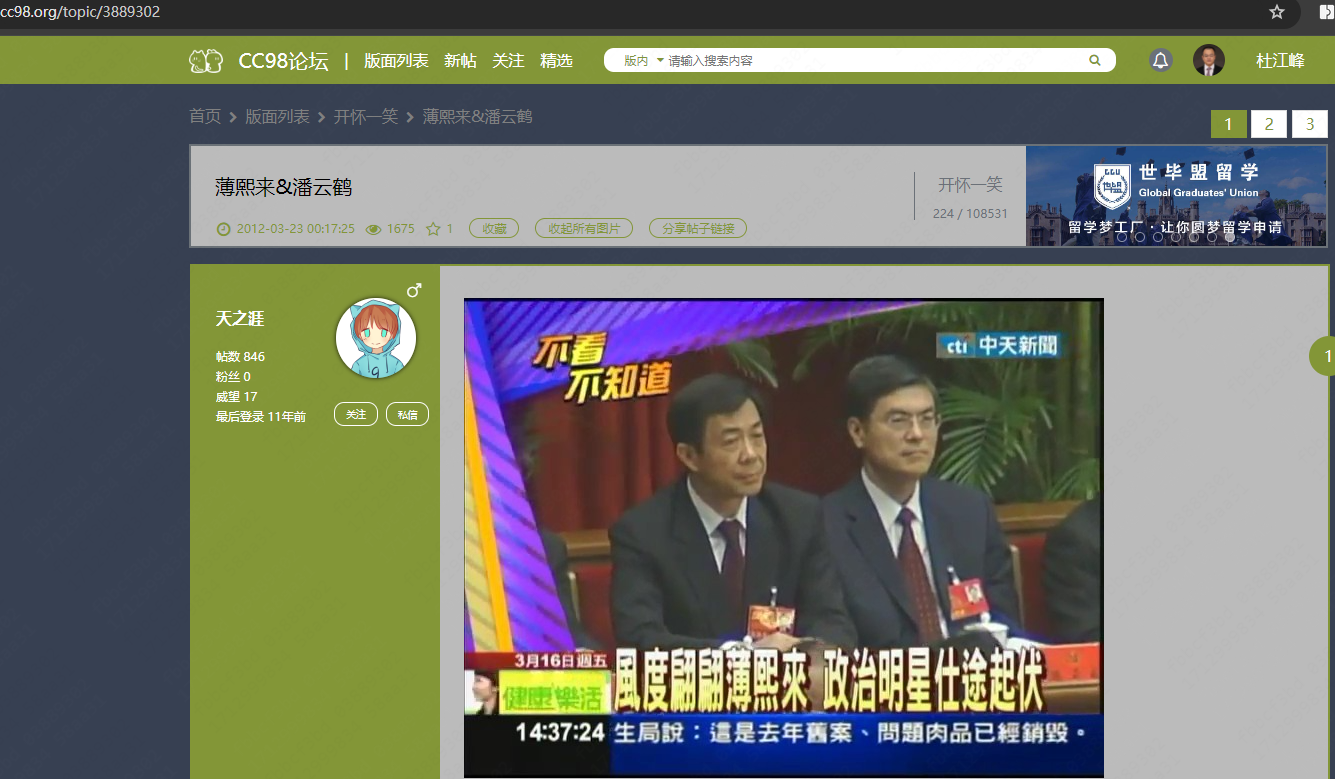 cc98.org/topic/3889302
CC98论坛 | 版面列表 新帖 关注 精选 版内 请输入搜索内容 杜江峰
首页 > 版面列表 > 开怀一笑 > 薄熙来&潘云鹤
1 2 3
薄熙来&潘云鹤
2012-03-23 00:17:25 1675 1 收藏 收起所有图片 分享帖子链接
开怀一笑
224 / 108531
世毕盟留学
Global Graduates' Union
留学梦工厂·让你圆梦留学申请
天之涯
帖数 846
粉丝 0
威望 17
最后登录 11年前 关注 私信
1
不看
不知道
cti 中天新聞
3月16日週五
健康樂活
風度翩翩薄熙來 政治明星仕途起伏
14:37:24 生局說：這是去年舊案、問題肉品已經銷毀。